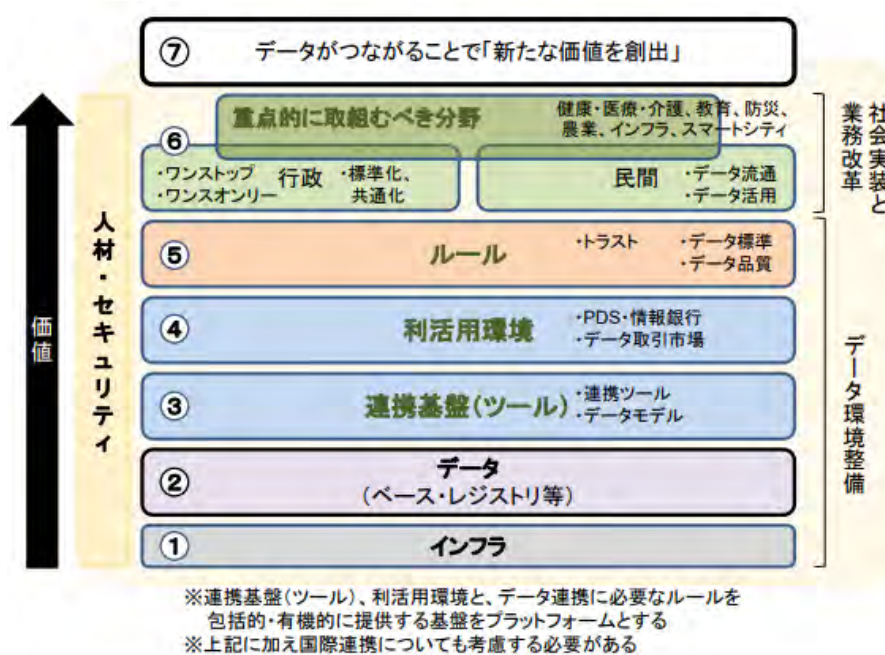 ⑦ データがつながることで「新たな価値を創出」
重点的に取組むべき分野
健康・医療・介護、教育、防災、
農業、インフラ、スマートシティ
⑥
・ワンストップ
・ワンスオンリー
行政
・標準化、
共通化
民間
・データ流通
・データ活用
⑤ ルール
・トラスト
・データ標準
・データ品質
④ 利活用環境
・PDS・情報銀行
・データ取引市場
③ 連携基盤(ツール)
・連携ツール
・データモデル
② データ
(ベース・レジストリ等)
① インフラ
価値
人材・セキュリティ
社会実装と
業務改革
データ環境整備
※連携基盤(ツール)、利活用環境と、データ連携に必要なルールを
包括的・有機的に提供する基盤をプラットフォームとする
※上記に加え国際連携についても考慮する必要がある